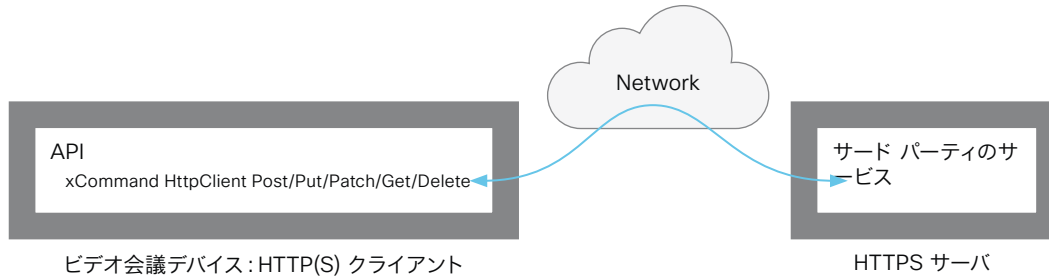 Network
API
xCommand HttpClient Post/Put/Patch/Get/Delete
サード パーティのサ
ービス
ビデオ会議デバイス : HTTP(S) クライアント
HTTPS サーバ